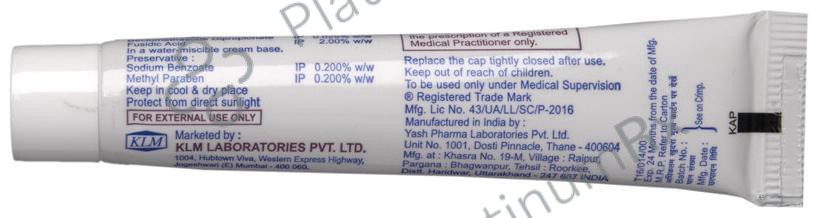 Fusidic Acid IP 2.00% w/w
In a water-miscible cream base.
Preservative :
Sodium Benzoate IP 0.200% w/w
Methyl Paraben IP 0.200% w/w
Keep in cool & dry place
Protect from direct sunlight
FOR EXTERNAL USE ONLY
KLM
Marketed by :
KLM LABORATORIES PVT. LTD.
1004, Hubtown Viva, Western Express Highway,
Jogeshwari (E) Mumbai - 400 060.
the prescription of a Registered
Medical Practitioner only.
Replace the cap tightly closed after use.
Keep out of reach of children.
To be used only under Medical Supervision
® Registered Trade Mark
Mfg. Lic No. 43/UA/LL/SC/P-2016
Manufactured in India by :
Yash Pharma Laboratories Pvt. Ltd.
Unit No. 1001, Dosti Pinnacle, Thane - 400604
Mfg. at : Khasra No. 19-M, Village : Raipur,
Pargana : Bhagwanpur, Tehsil : Roorkee,
Distt. Haridwar, Uttarakhand - 247 667 INDIA
T16/014/00
Exp. 24 Months from the date of Mfg.
M.R.P. Refer to Carton
Batch No. :
Mfg. Date :
See on Crimp.
KAP